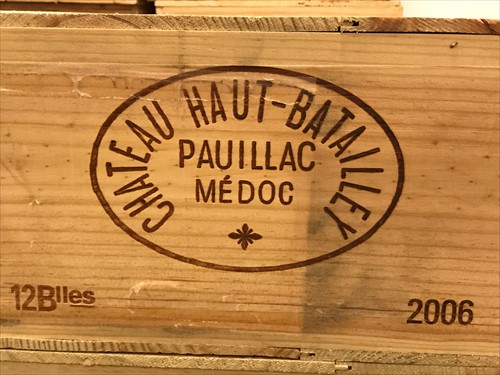 CHATEAU HAUT-BATAILLEY
PAUILLAC
MÉDOC
12Blles
2006